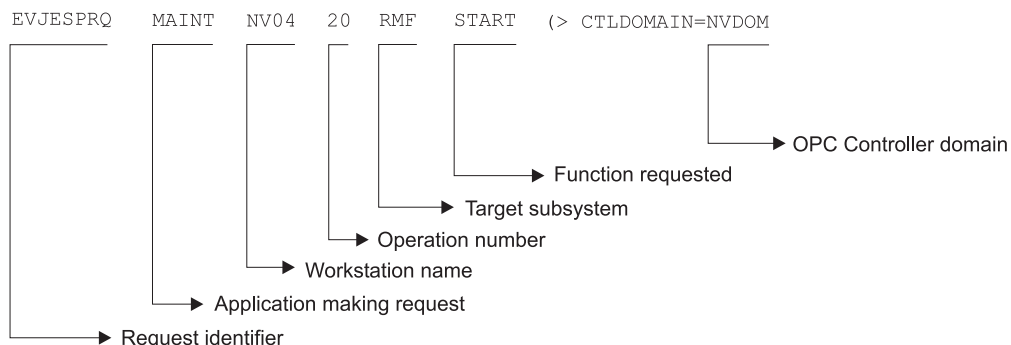 EVJESPRQ MAINT NV04 20 RMF START (> CTLDOMAIN=NVDOM
OPC Controller domain
Function requested
Target subsystem
Operation number
Workstation name
Application making request
Request identifier